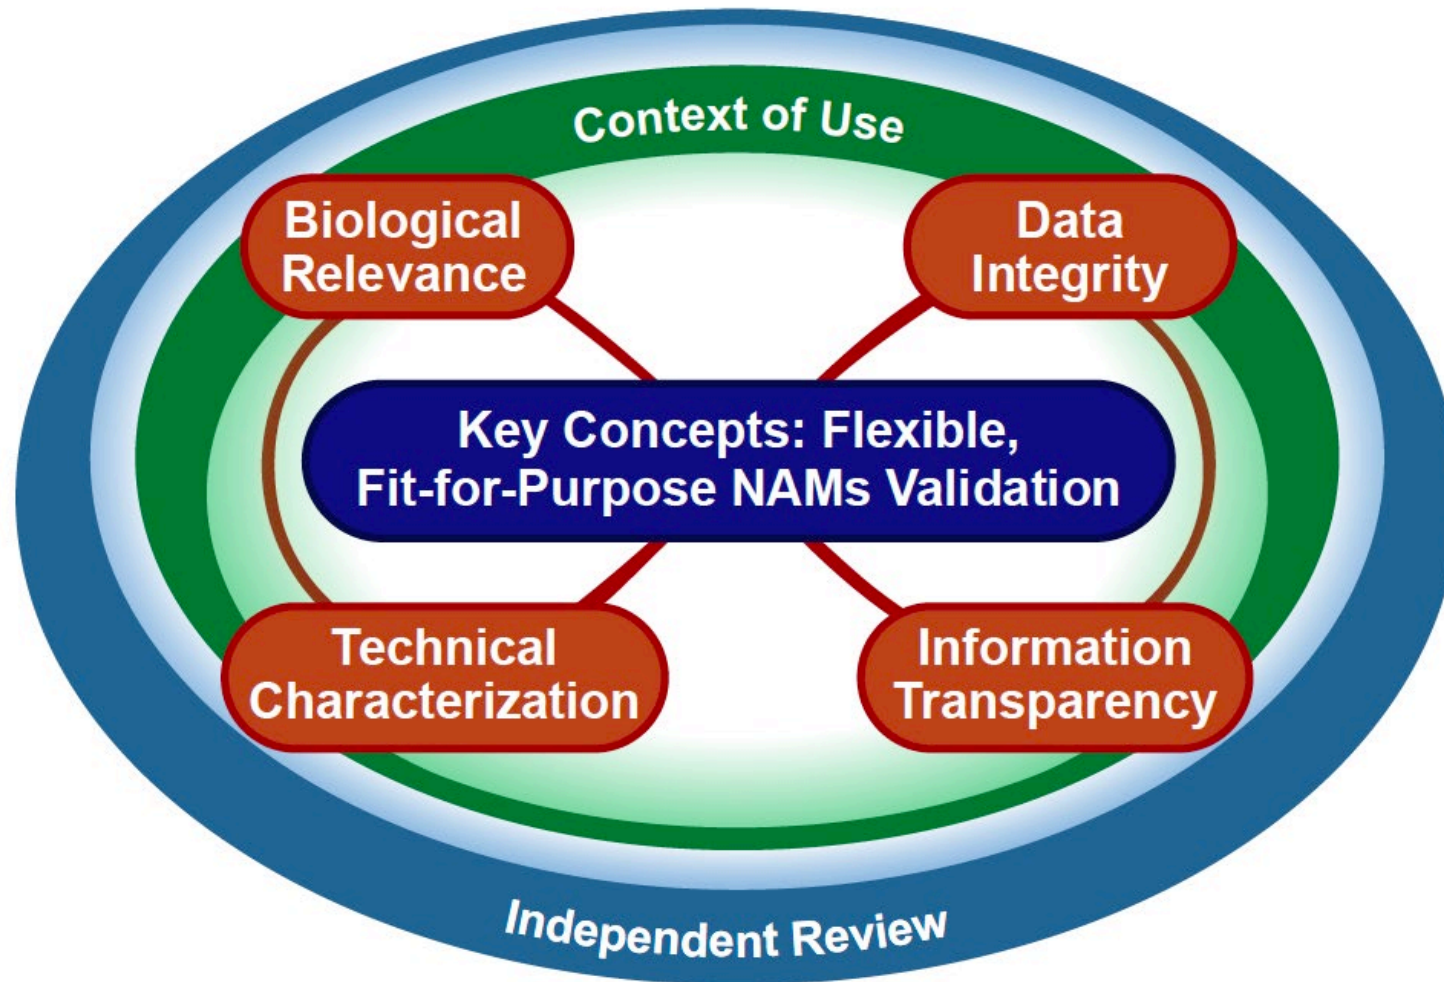 Context of Use
Biological
Relevance
Data
Integrity
Key Concepts: Flexible,
Fit-for-Purpose NAMs Validation
Technical
Characterization
Information
Transparency
Independent Review